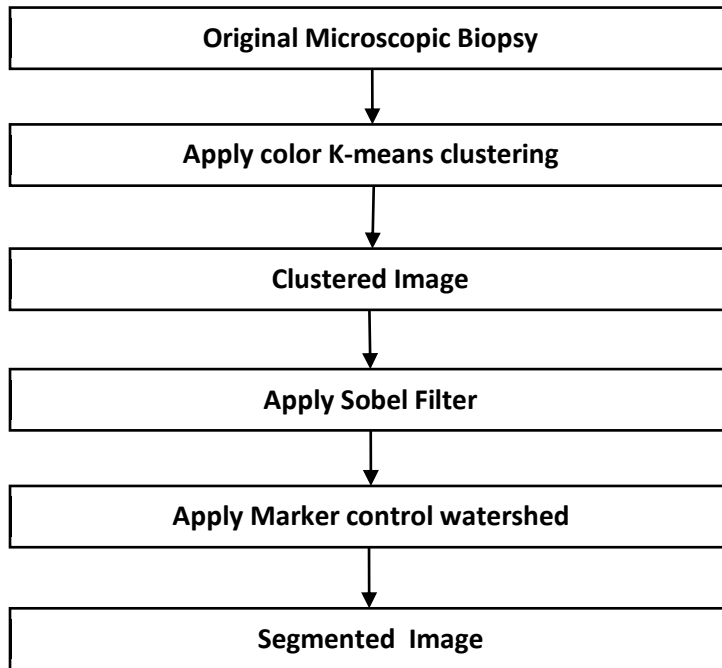 Original Microscopic Biopsy
Apply color K-means clustering
Clustered Image
Apply Sobel Filter
Apply Marker control watershed
Segmented  Image